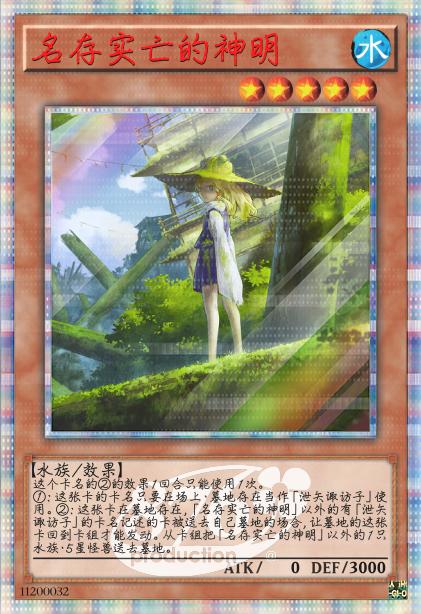 名存实亡的神明
水
【水族/效果】
这个卡名的②的效果1回合只能使用1次。
①:这张卡的卡名只要在场上·墓地存在当作「泄矢诹访子」使
用。②:这张卡在墓地存在,「名存实亡的神明」以外的有「泄矢
诹访子」的卡名记述的卡被送去自己墓地的场合,让墓地的这张
卡回到卡组才能发动。从卡组把「名存实亡的神明」以外的1只
水族·5星怪兽送去墓地。
production
ATK/ 0 DEF/3000
11200032